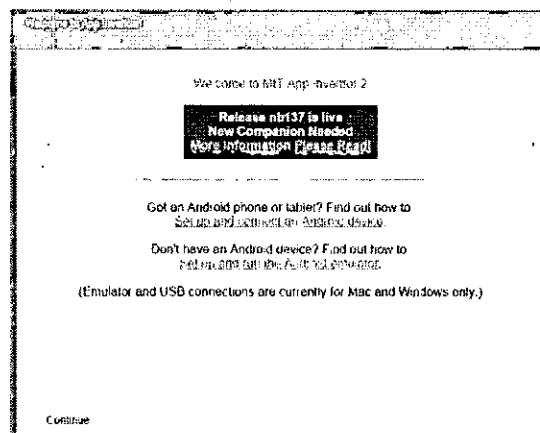 Welcome to MIT App Inventor 2
Release nb137 is live
New Companion Needed
More Information Please Read!
Got an Android phone or tablet? Find out how to
Set up and connect an Android device.
Don't have an Android device? Find out how to
Set up and run the Android emulator.
(Emulator and USB connections are currently for Mac and Windows only.)
Continue